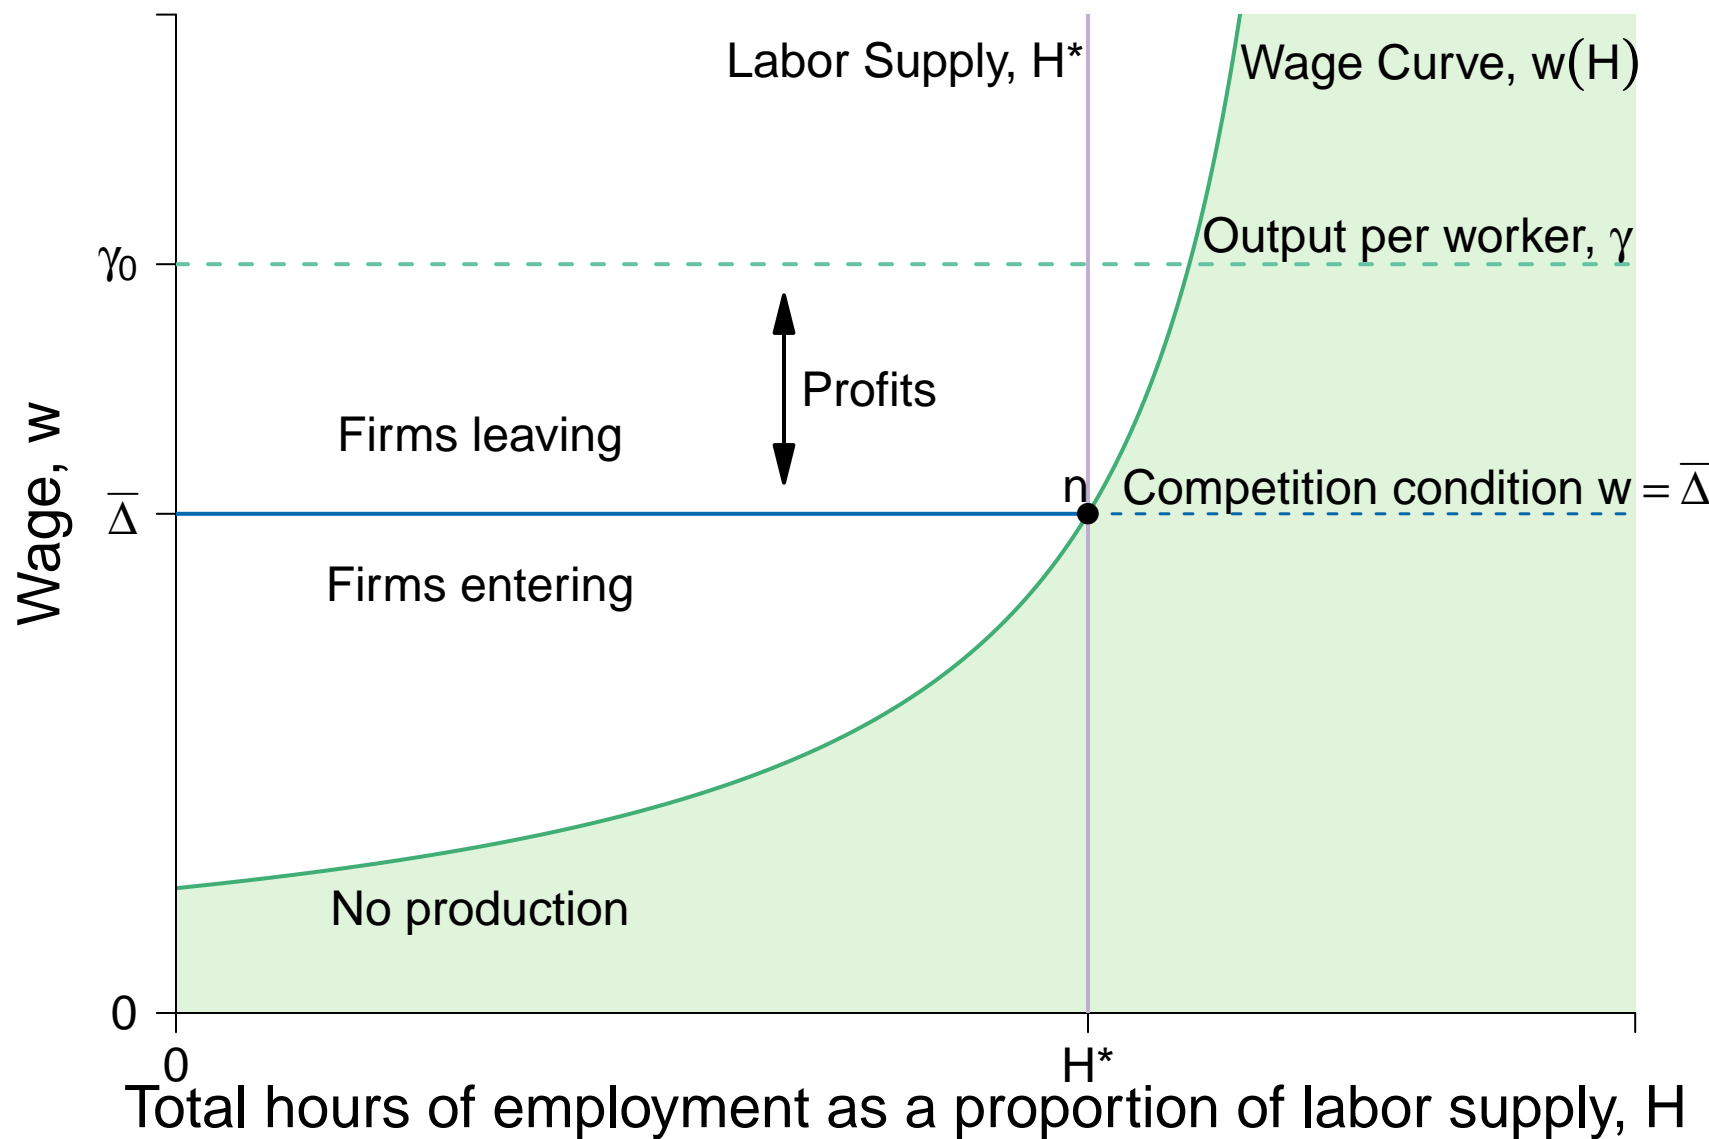 Labor Supply, H*
Wage Curve, w(H)
Output per worker, γ
γ0
Profits
Firms leaving
Wage, w
n
Competition condition w = Δ̅
Δ̅
Firms entering
No production
0
0
H*
Total hours of employment as a proportion of labor supply, H